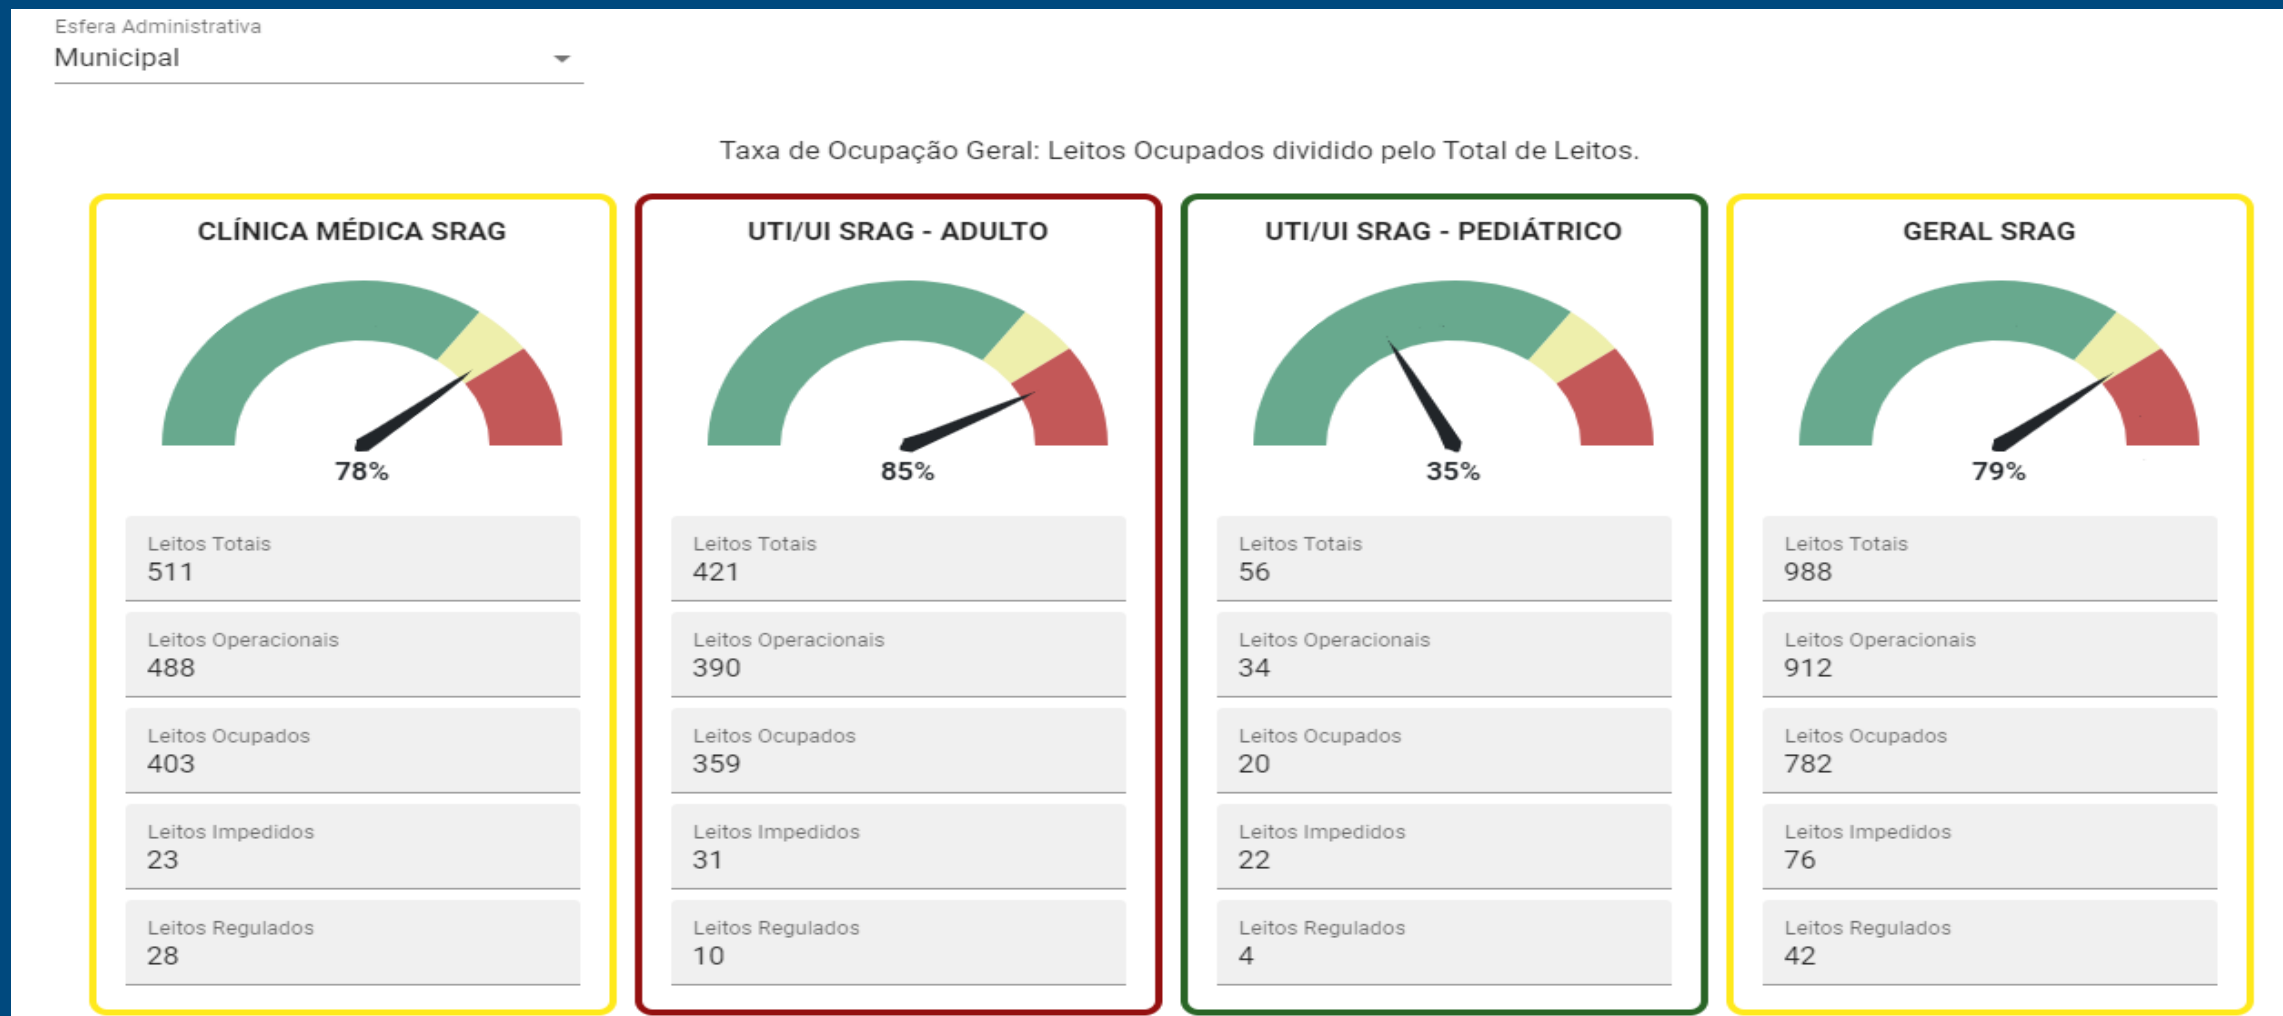 Esfera Administrativa
Municipal
Taxa de Ocupação Geral: Leitos Ocupados dividido pelo Total de Leitos.
CLÍNICA MÉDICA SRAG
78%
Leitos Totais
511
Leitos Operacionais
488
Leitos Ocupados
403
Leitos Impedidos
23
Leitos Regulados
28
UTI/UI SRAG - ADULTO
85%
Leitos Totais
421
Leitos Operacionais
390
Leitos Ocupados
359
Leitos Impedidos
31
Leitos Regulados
10
UTI/UI SRAG - PEDIÁTRICO
35%
Leitos Totais
56
Leitos Operacionais
34
Leitos Ocupados
20
Leitos Impedidos
22
Leitos Regulados
4
GERAL SRAG
79%
Leitos Totais
988
Leitos Operacionais
912
Leitos Ocupados
782
Leitos Impedidos
76
Leitos Regulados
42